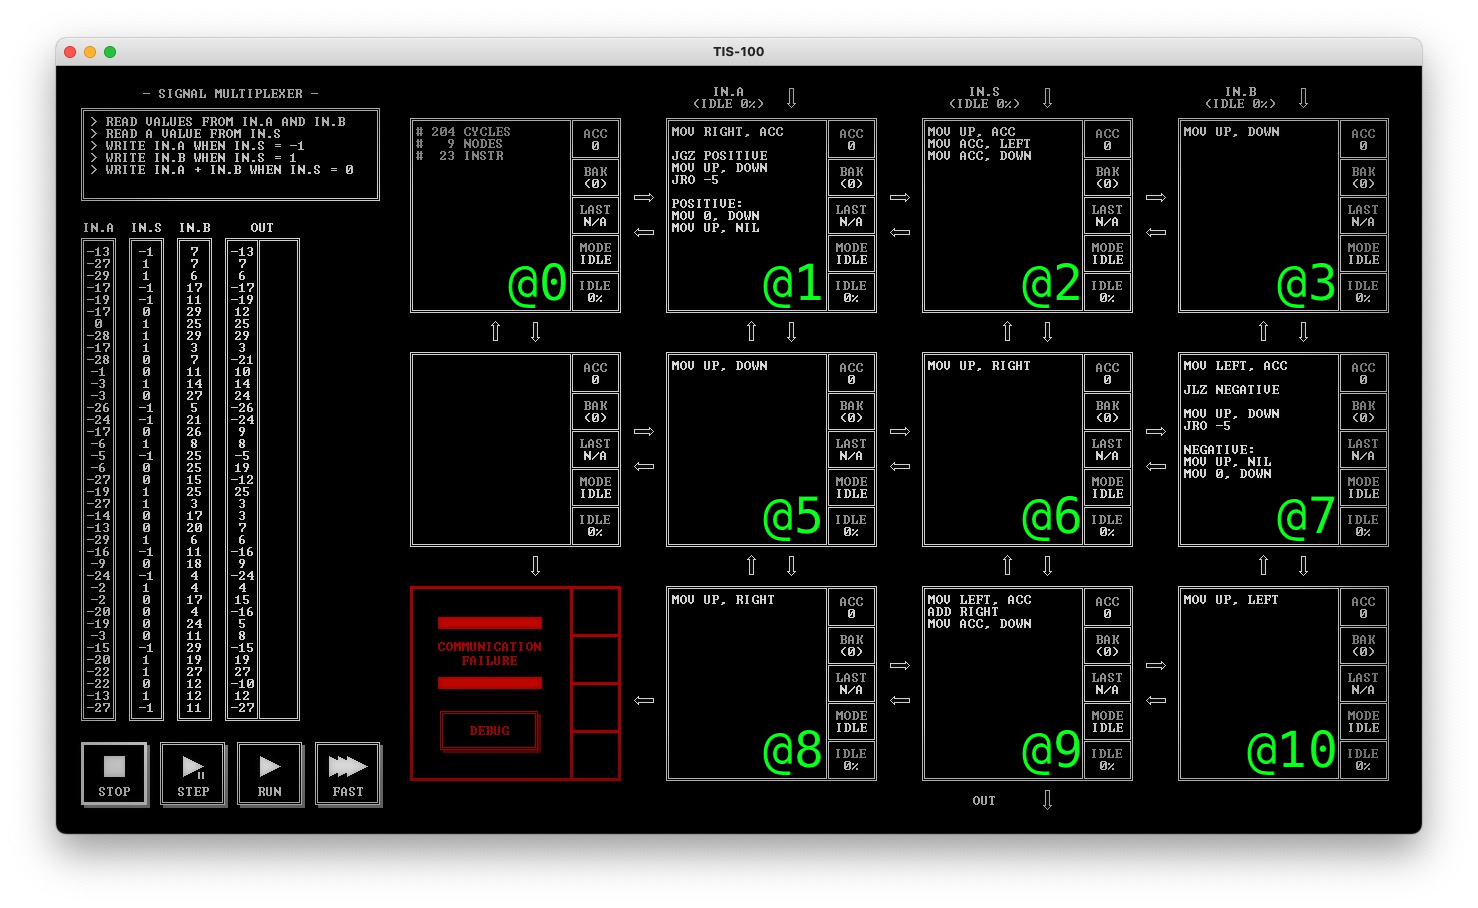 TIS-100
- SIGNAL MULTIPLEXER -
> READ VALUES FROM IN.A AND IN.B
> READ A VALUE FROM IN.S
> WRITE IN.A WHEN IN.S = -1
> WRITE IN.B WHEN IN.S = 1
> WRITE IN.A + IN.B WHEN IN.S = 0
IN.A IN.S IN.B OUT
-13 -1 7 -13
-27 1 7 7
-29 1 6 6
-17 -1 17 -17
-19 -1 11 -19
-17 0 29 12
0 1 25 25
-28 1 29 29
-17 1 3 3
-28 0 7 -21
-1 0 11 10
-3 1 14 14
-3 0 27 24
-26 -1 5 -26
-24 -1 21 -24
-17 0 26 9
-6 1 8 8
-5 -1 25 -5
-6 0 25 19
-27 0 15 -12
-19 1 25 25
-27 1 3 3
-14 0 17 3
-13 0 20 7
-29 1 6 6
-16 -1 11 -16
-9 0 18 9
-24 -1 4 -24
-2 1 4 4
-2 0 17 15
-20 0 4 -16
-19 0 24 5
-3 0 11 8
-15 -1 29 -15
-20 1 19 19
-22 1 27 27
-22 0 12 -10
-13 1 12 12
-27 -1 11 -27
STOP
STEP
RUN
FAST
IN.A
(IDLE 0%)
IN.S
(IDLE 0%)
IN.B
(IDLE 0%)
# 204 CYCLES
# 9 NODES
# 23 INSTR
@0
ACC
0
BAK
(0)
LAST
N/A
MODE
IDLE
IDLE
0%
MOV RIGHT, ACC
JGZ POSITIVE
MOV UP, DOWN
JRO -5
POSITIVE:
MOV 0, DOWN
MOV UP, NIL
@1
ACC
0
BAK
(0)
LAST
N/A
MODE
IDLE
IDLE
0%
MOV UP, ACC
MOV ACC, LEFT
MOV ACC, DOWN
@2
ACC
0
BAK
(0)
LAST
N/A
MODE
IDLE
IDLE
0%
MOV UP, DOWN
@3
ACC
0
BAK
(0)
LAST
N/A
MODE
IDLE
IDLE
0%
ACC
0
BAK
(0)
LAST
N/A
MODE
IDLE
IDLE
0%
MOV UP, DOWN
@5
ACC
0
BAK
(0)
LAST
N/A
MODE
IDLE
IDLE
0%
MOV UP, RIGHT
@6
ACC
0
BAK
(0)
LAST
N/A
MODE
IDLE
IDLE
0%
MOV LEFT, ACC
JLZ NEGATIVE
MOV UP, DOWN
JRO -5
NEGATIVE:
MOV UP, NIL
MOV 0, DOWN
@7
ACC
0
BAK
(0)
LAST
N/A
MODE
IDLE
IDLE
0%
COMMUNICATION
FAILURE
DEBUG
MOV UP, RIGHT
@8
ACC
0
BAK
(0)
LAST
N/A
MODE
IDLE
IDLE
0%
MOV LEFT, ACC
ADD RIGHT
MOV ACC, DOWN
@9
ACC
0
BAK
(0)
LAST
N/A
MODE
IDLE
IDLE
0%
MOV UP, LEFT
@10
ACC
0
BAK
(0)
LAST
N/A
MODE
IDLE
IDLE
0%
OUT